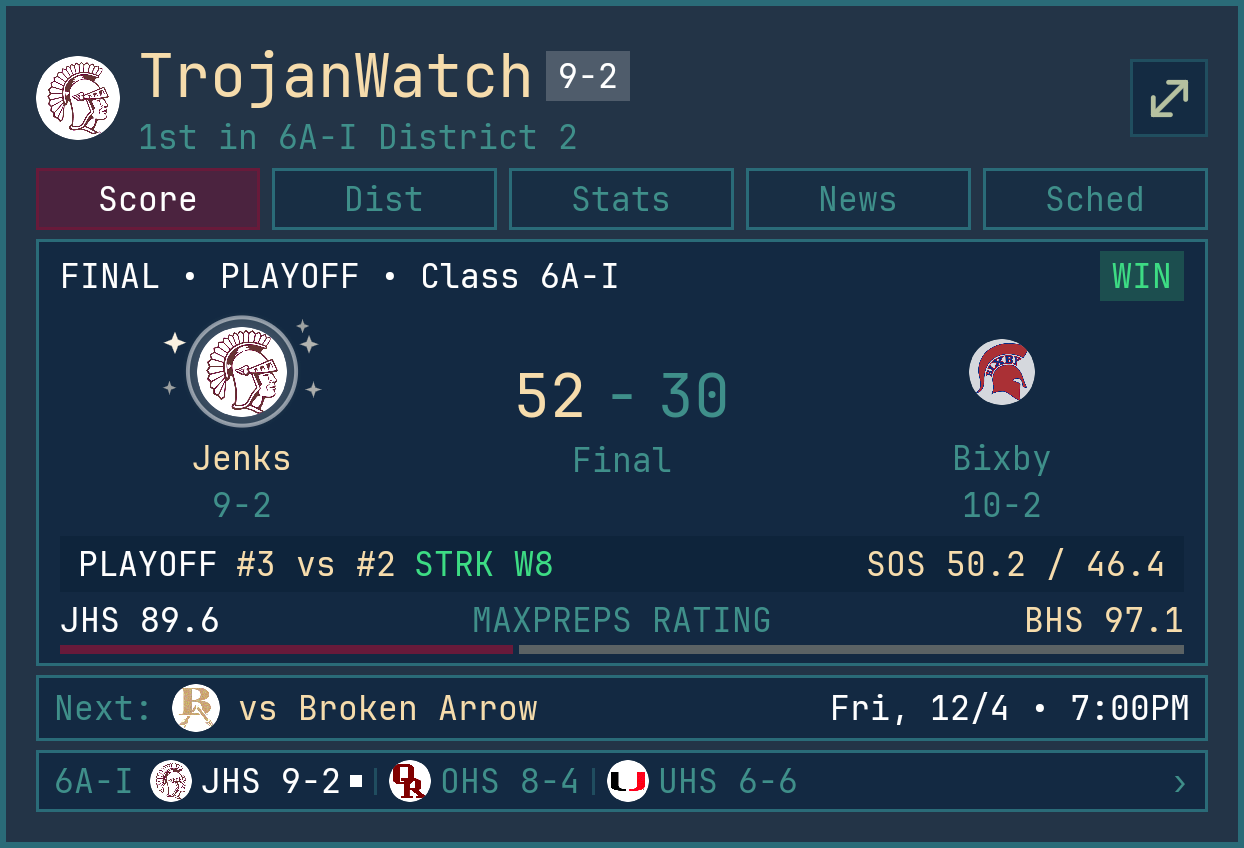 TrojanWatch 9-2
1st in 6A-I District 2
Score Dist Stats News Sched
FINAL • PLAYOFF • Class 6A-I WIN
BIXBY
52 - 30
Final
Jenks Bixby
9-2 10-2
PLAYOFF #3 vs #2 STRK W8 SOS 50.2 / 46.4
JHS 89.6 MAXPREPS RATING BHS 97.1
Next: B vs Broken Arrow Fri, 12/4 • 7:00PM
6A-I JHS 9-2 OR OHS 8-4 U UHS 6-6 ›